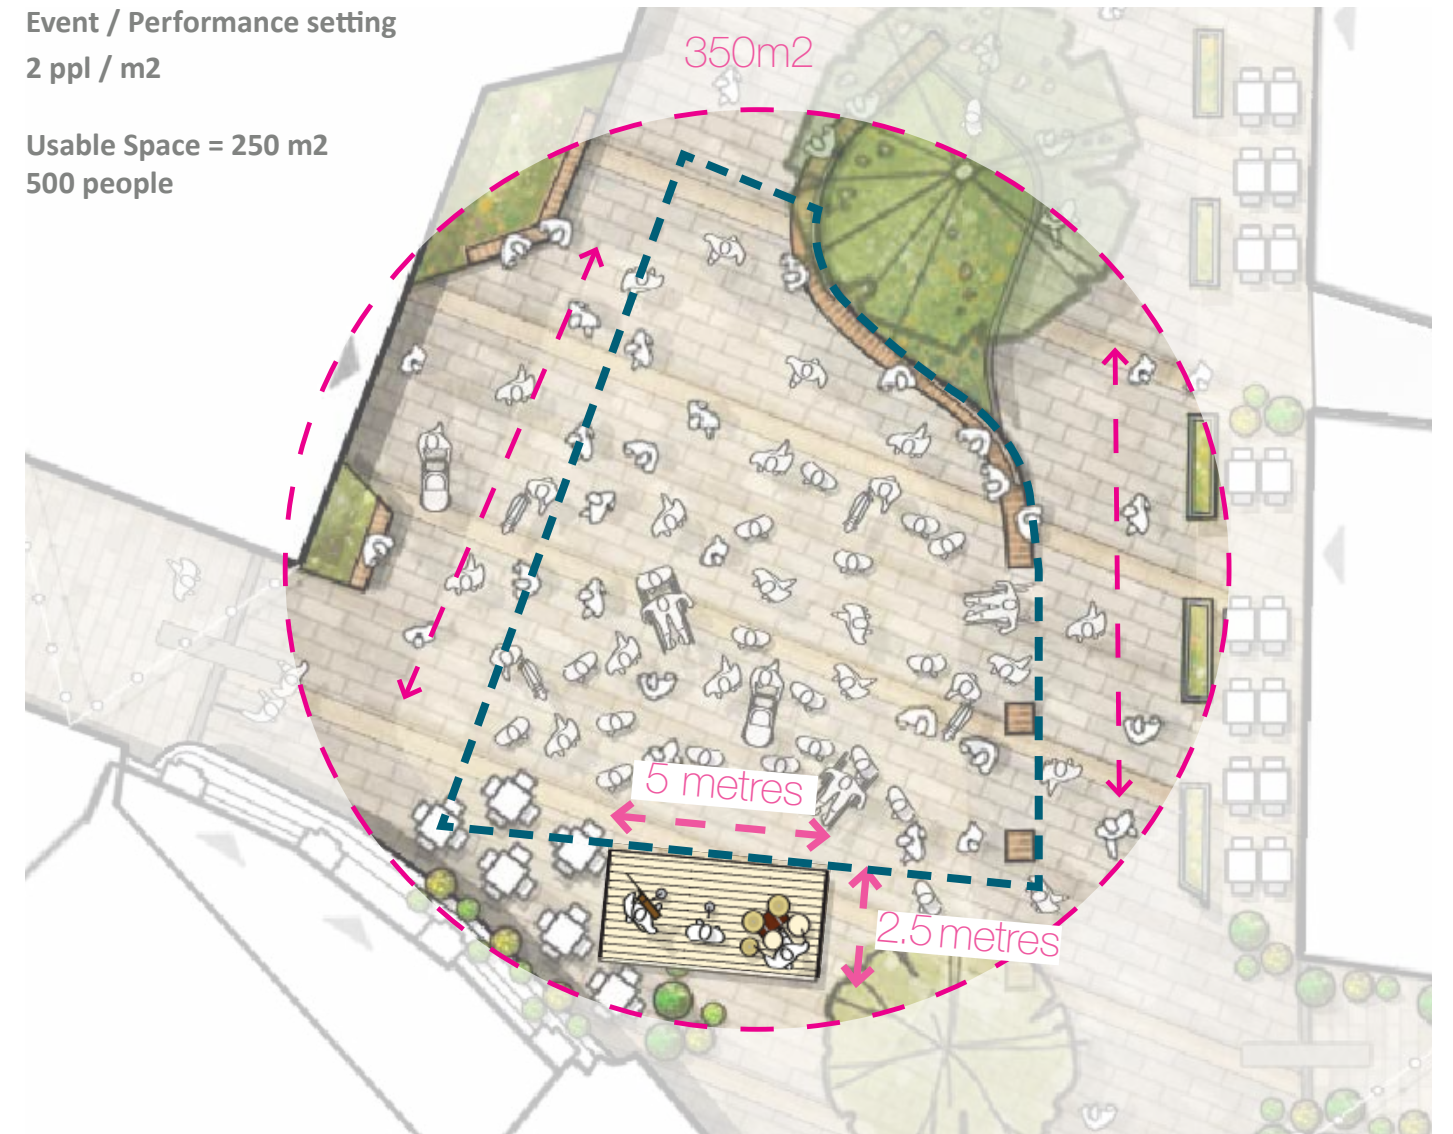 Event / Performance setting
2 ppl / m2
Usable Space = 250 m2
500 people
350m2
5 metres
2.5 metres